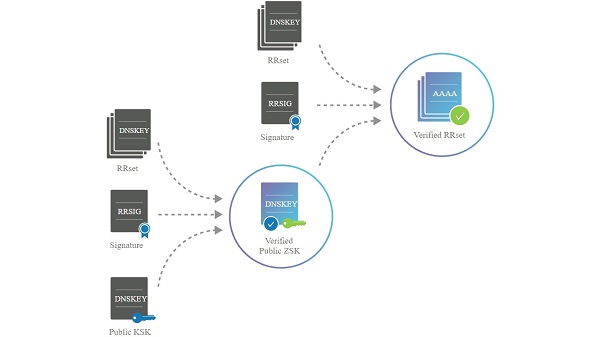 DNSKEY
RRset
RRSIG
Signature
AAAA
Verified RRset
DNSKEY
RRset
RRSIG
Signature
DNSKEY
Public KSK
DNSKEY
Verified
Public ZSK